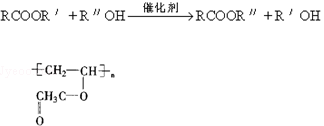 RCOOR′ + R″OH 催化剂 RCOOR″ + R′OH
[CH₂—CH]ₙ
CH₃C—O
O